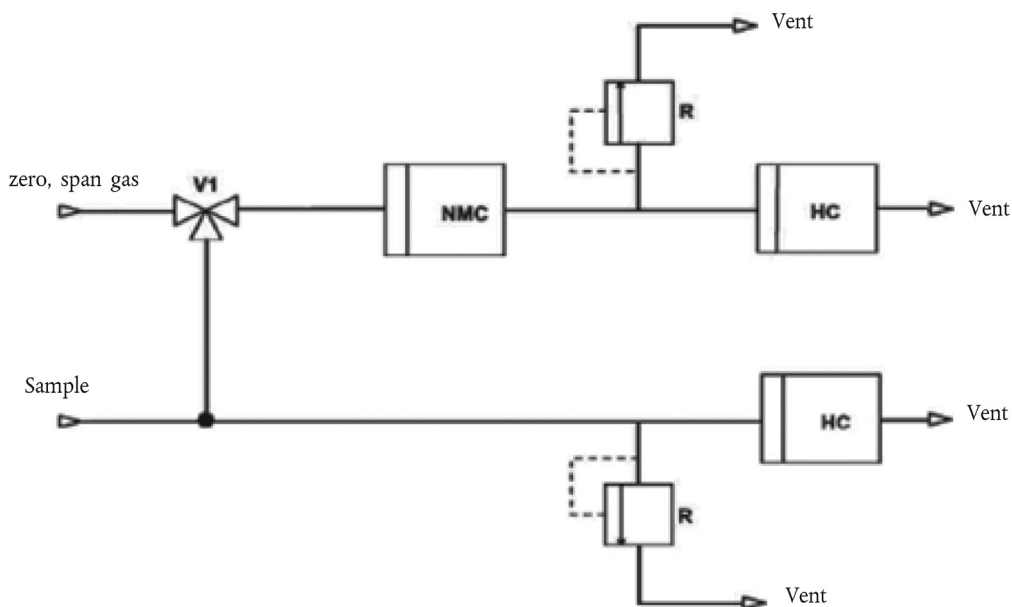 Vent
R
zero, span gas
V1
NMC
HC
Vent
Sample
HC
Vent
R
Vent